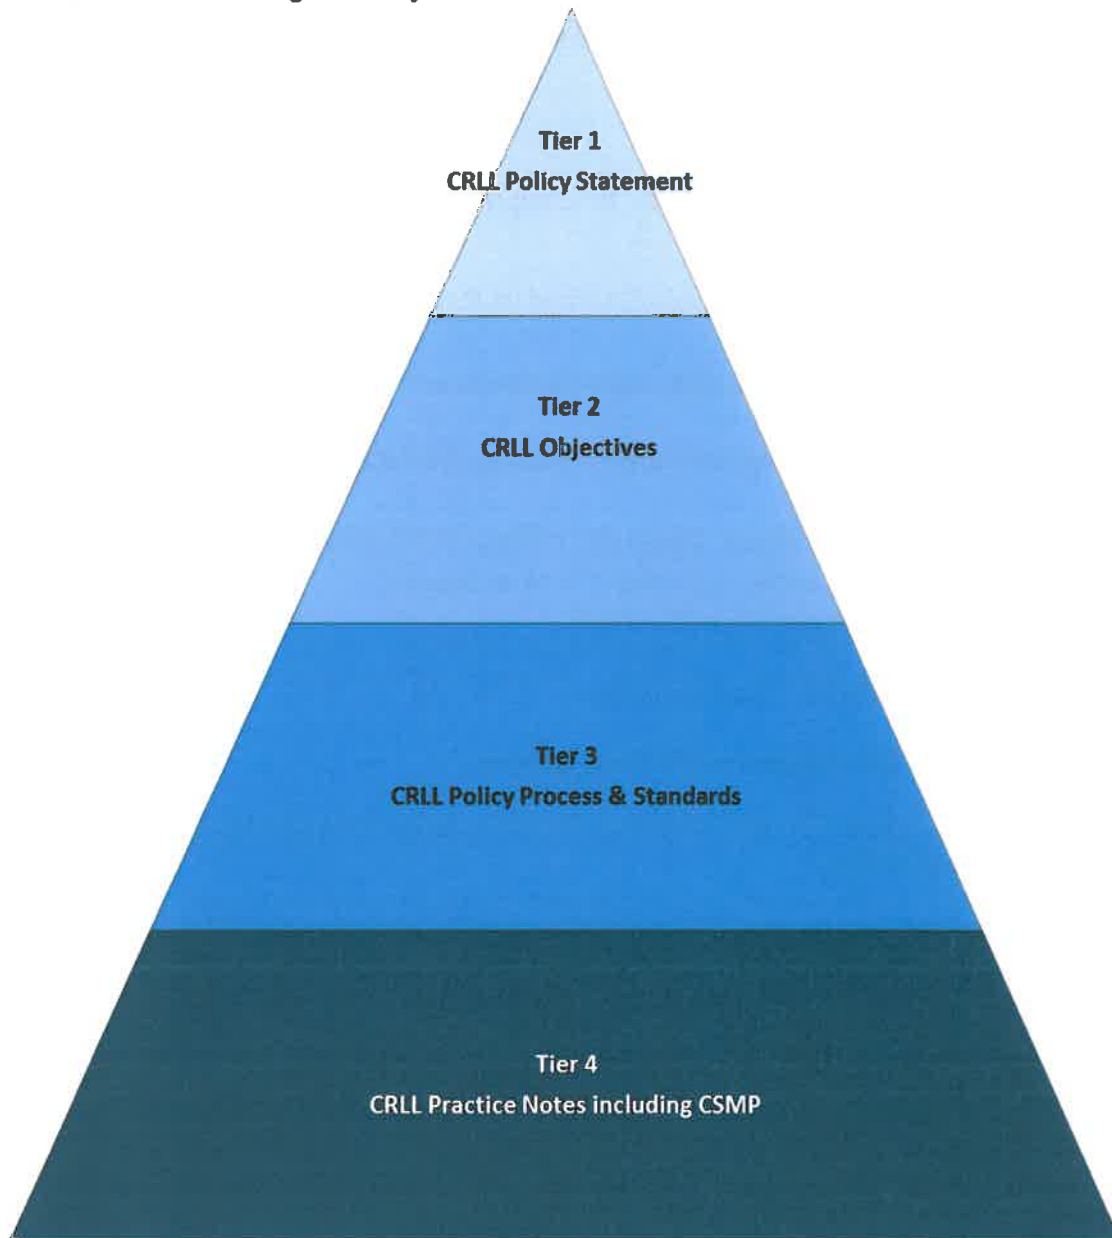 Tier 1
CRLL Policy Statement
Tier 2
CRLL Objectives
Tier 3
CRLL Policy Process & Standards
Tier 4
CRLL Practice Notes including CSMP